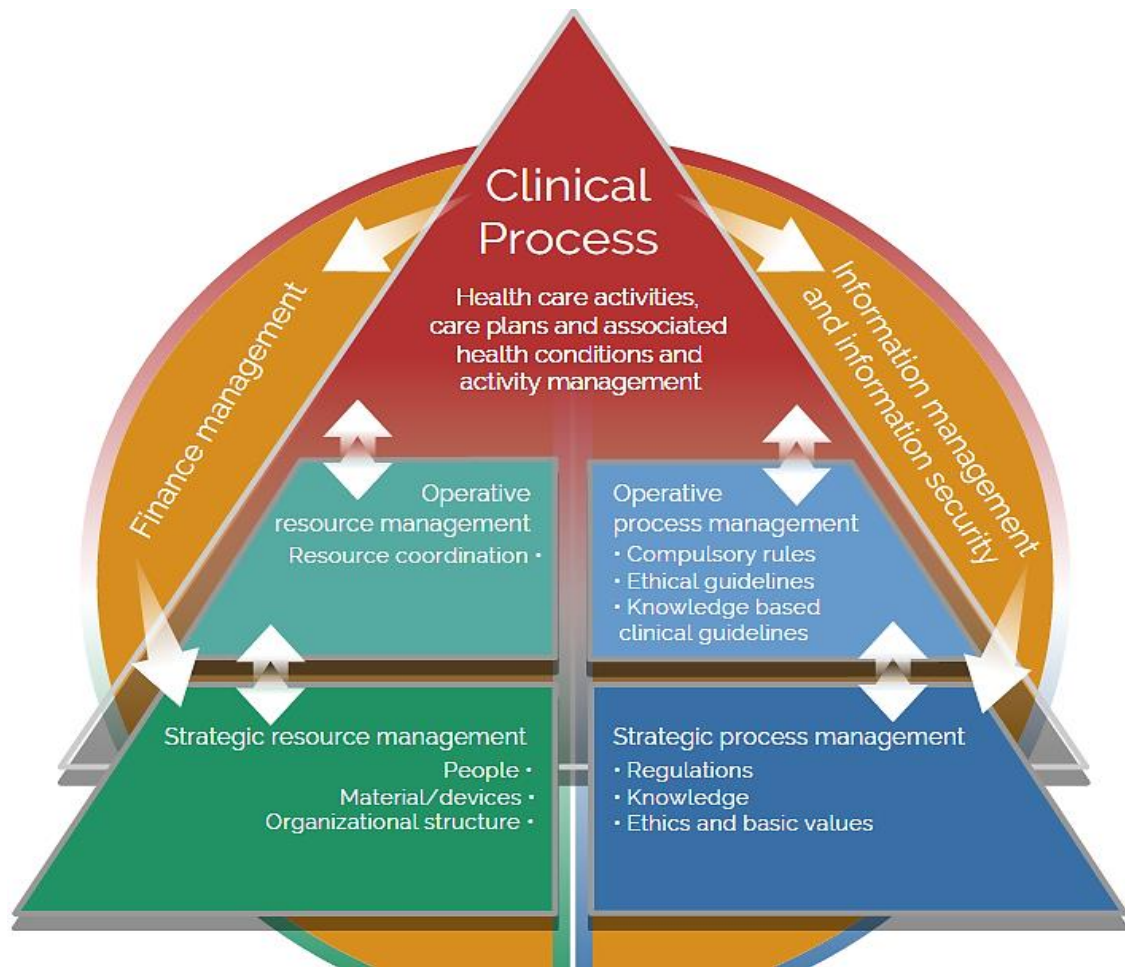 Clinical
Process
Health care activities,
care plans and associated
health conditions and
activity management
Finance management
Information management
and information security
Operative
resource management
Resource coordination •
Operative
process management
• Compulsory rules
• Ethical guidelines
• Knowledge based
clinical guidelines
Strategic resource management
People •
Material/devices •
Organizational structure •
Strategic process management
• Regulations
• Knowledge
• Ethics and basic values